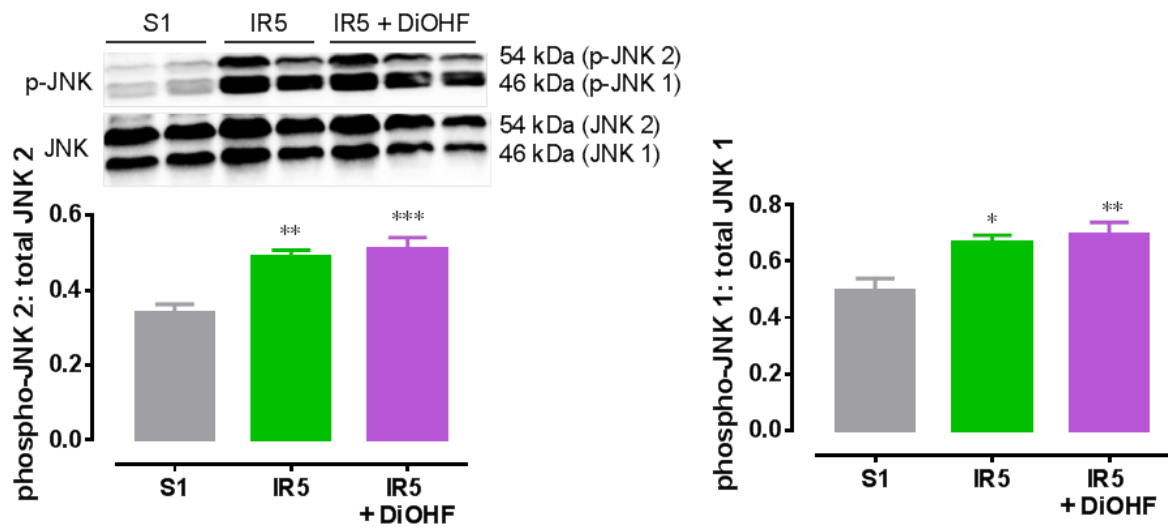 S1 IR5 IR5 + DiOHF
p-JNK
54 kDa (p-JNK 2)
46 kDa (p-JNK 1)
JNK
54 kDa (JNK 2)
46 kDa (JNK 1)
phospho-JNK 2: total JNK 2
0.6
0.4
0.2
0.0
**
***
S1
IR5
IR5
+ DiOHF
phospho-JNK 1: total JNK 1
0.8
0.6
0.4
0.2
0.0
*
**
S1
IR5
IR5
+ DiOHF